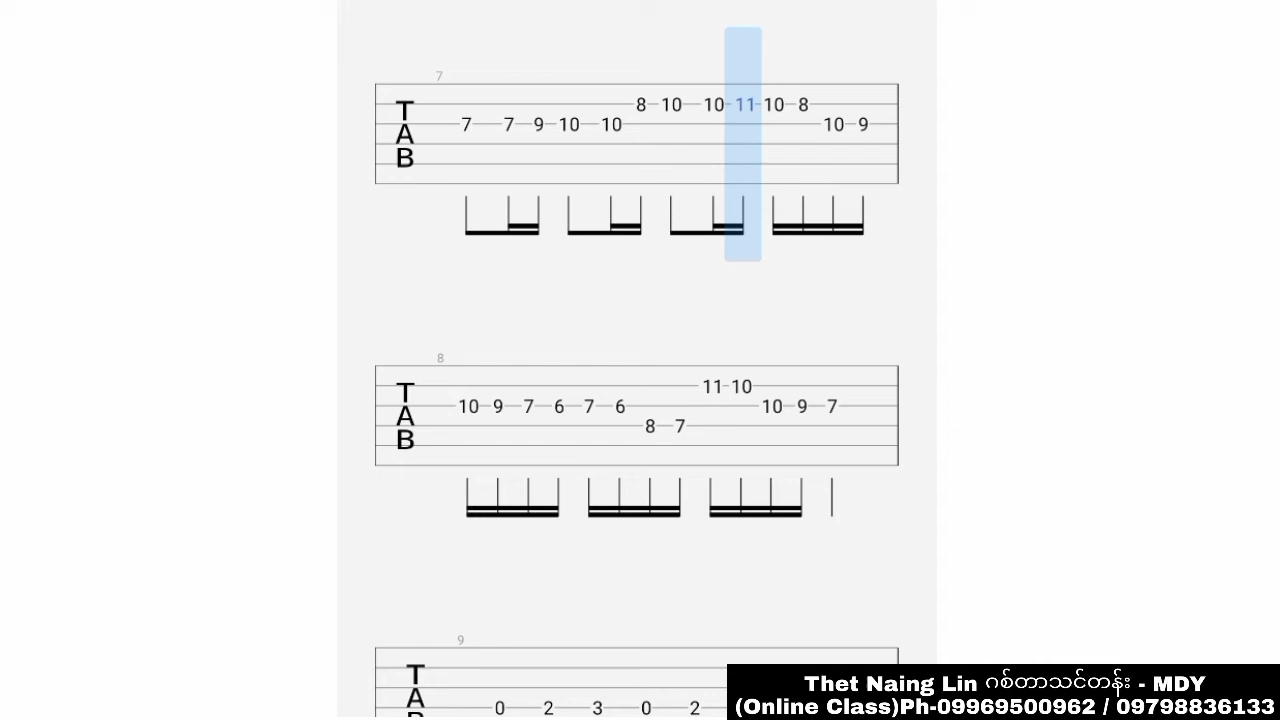 7
8 10 10 11 10 8
T
7 7 9 10 10 10 9
A
B
8
11 10
T
10 9 7 6 7 6 10 9 7
A
8 7
B
9
T
A
0 2 3 0 2
Thet Naing Lin ဂစ်တာသင်တန်း - MDY
(Online Class)Ph-09969500962 / 09798836133